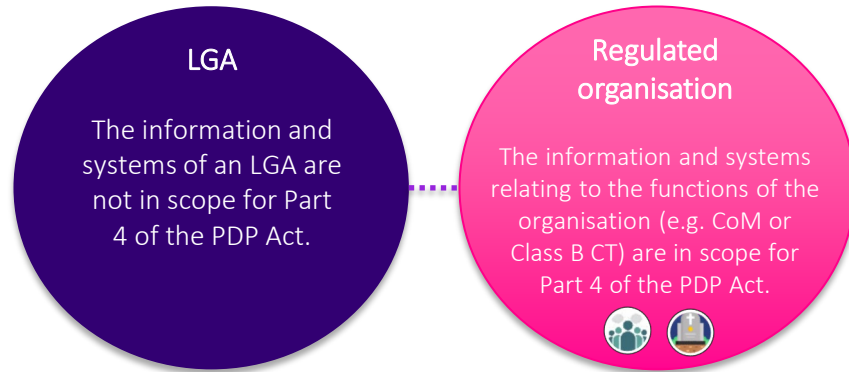 LGA
The information and
systems of an LGA are
not in scope for Part
4 of the PDP Act.
Regulated
organisation
The information and systems
relating to the functions of the
organisation (e.g. CoM or
Class B CT) are in scope for
Part 4 of the PDP Act.